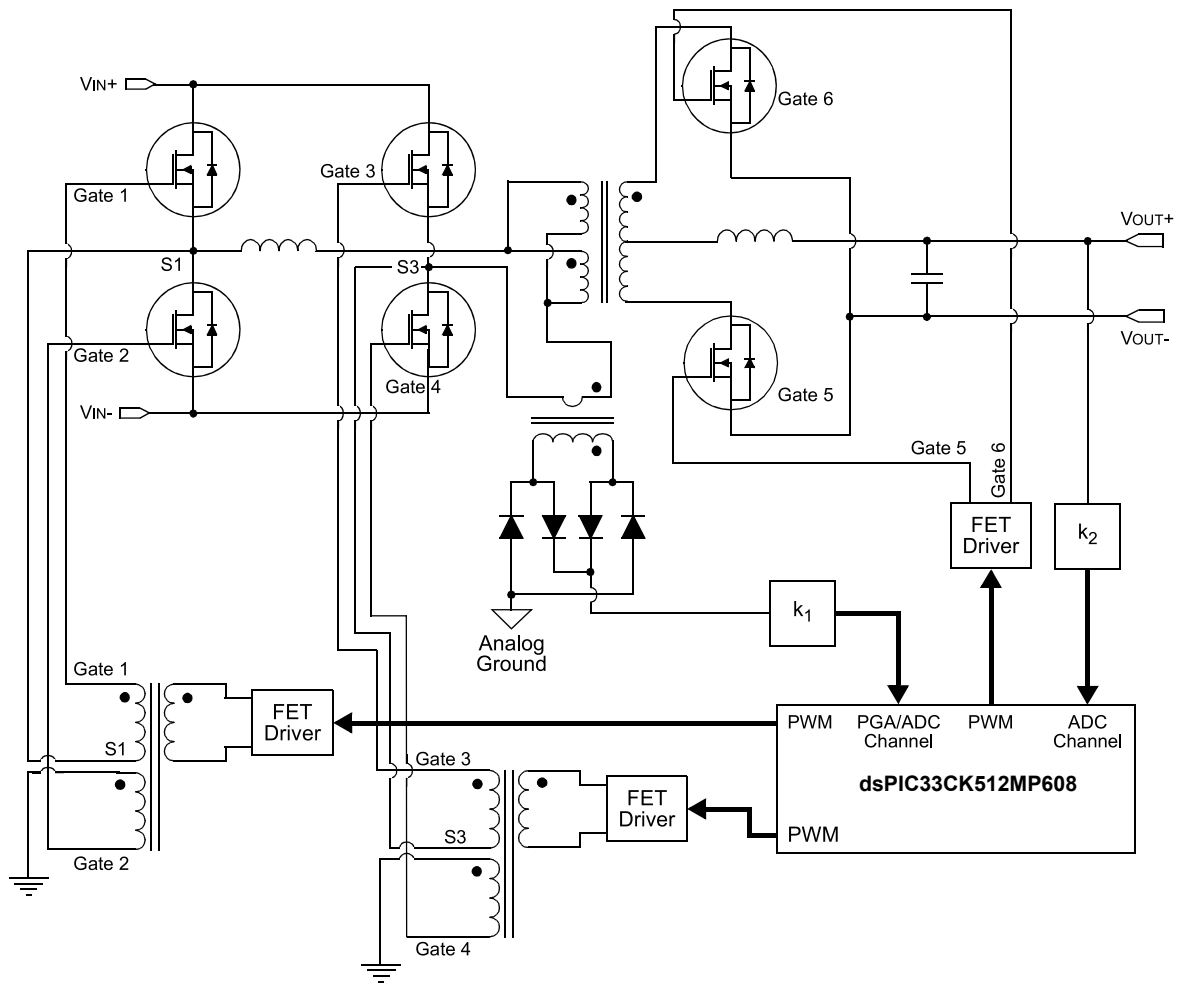 VIN+
Gate 6
Gate 3
Gate 1
VOUT+
S1
S3
Gate 2
VOUT-
Gate 4
Gate 5
VIN-
Gate 5
Gate 6
FET
Driver
k2
k1
Analog
Ground
Gate 1
FET
Driver
PWM
PGA/ADC
Channel
PWM
ADC
Channel
S1
Gate 3
dsPIC33CK512MP608
FET
Driver
S3
PWM
Gate 2
Gate 4